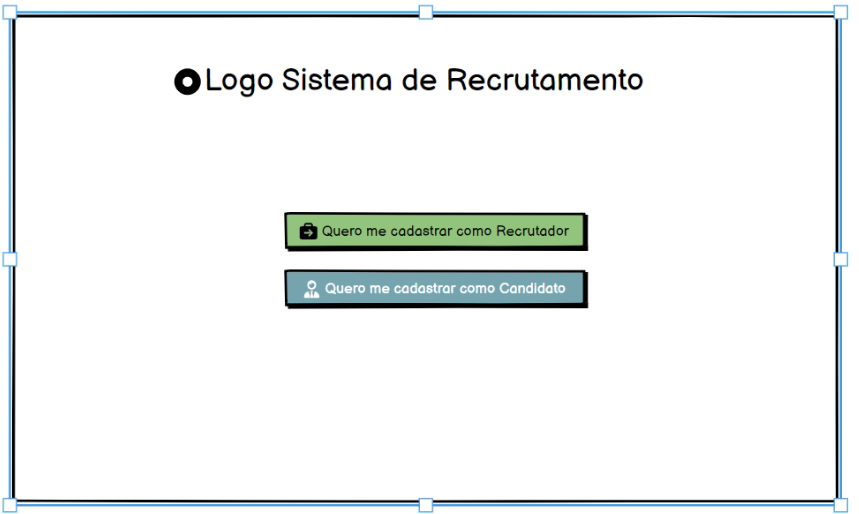 Logo Sistema de Recrutamento
Quero me cadastrar como Recrutador
Quero me cadastrar como Candidato